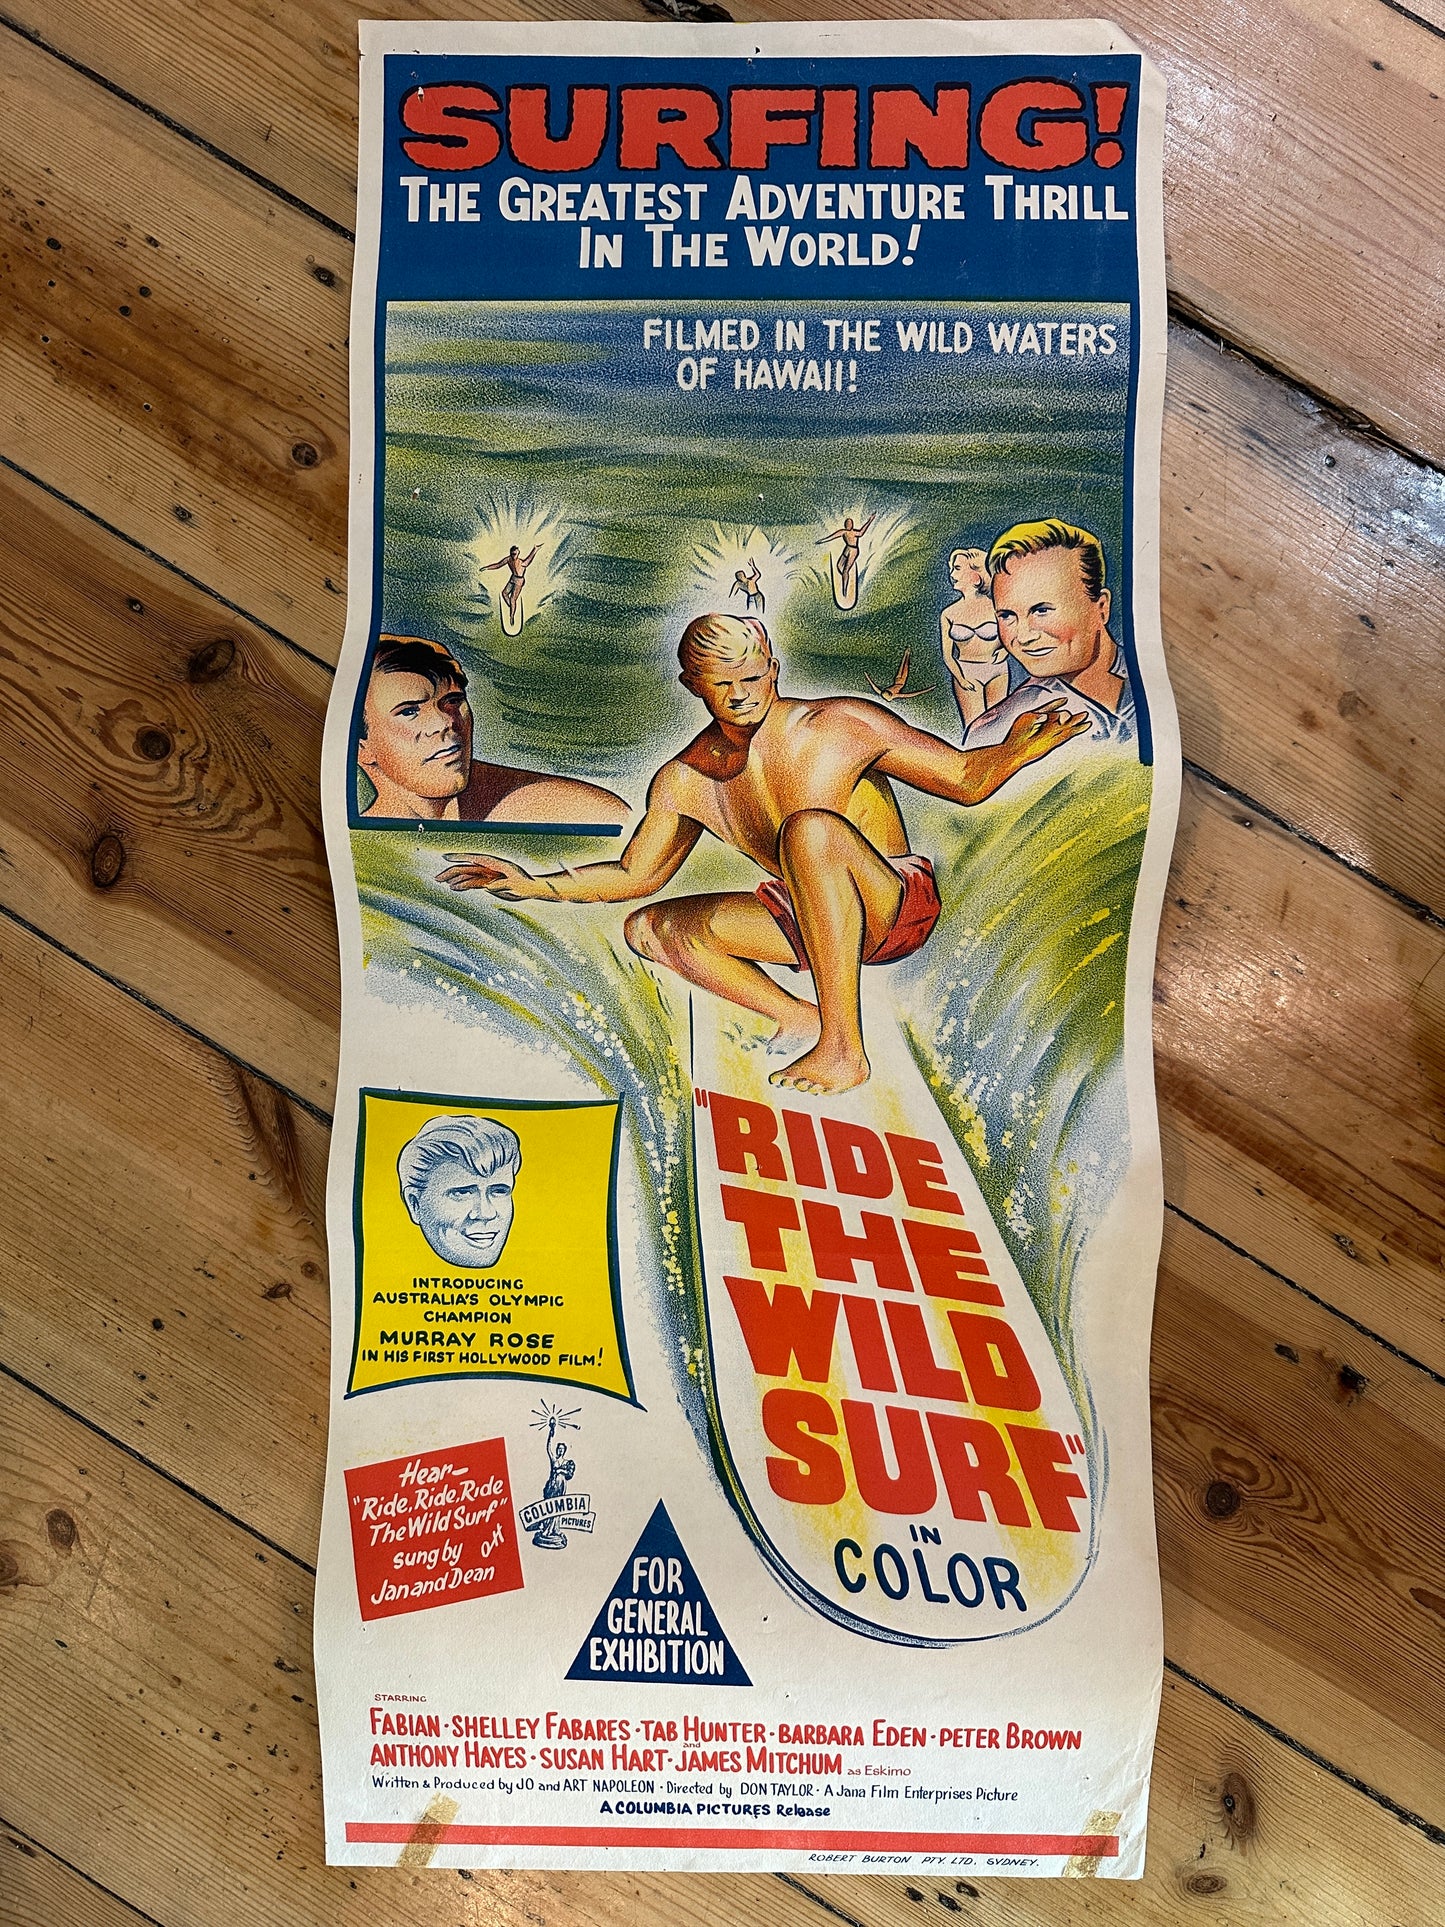 SURFING!
THE GREATEST ADVENTURE THRILL
IN THE WORLD!
FILMED IN THE WILD WATERS
OF HAWAII!
INTRODUCING
AUSTRALIA'S OLYMPIC
CHAMPION
MURRAY ROSE
IN HIS FIRST HOLLYWOOD FILM!
"RIDE
THE
WILD
SURF"
IN
COLOR
Hear—
"Ride, Ride, Ride
The Wild Surf"
sung by
Jan and Dean
COLUMBIA
PICTURES
FOR
GENERAL
EXHIBITION
STARRING
FABIAN · SHELLEY FABARES · TAB HUNTER · BARBARA EDEN · PETER BROWN
ANTHONY HAYES · SUSAN HART · and JAMES MITCHUM as Eskimo
Written & Produced by JO and ART NAPOLEON · Directed by DON TAYLOR · A Jana Film Enterprises Picture
A COLUMBIA PICTURES Release
ROBERT BURTON PTY. LTD. SYDNEY.